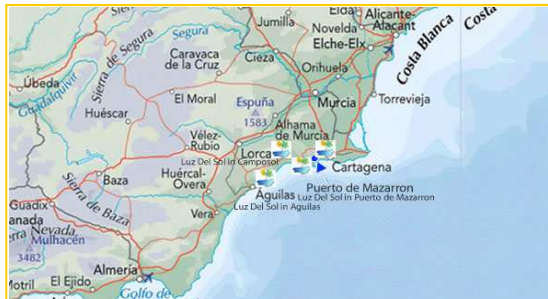 Jumilla
Elda
Alicante-
Alacant
Novelda
Costa Blanca
Costa
Segura
Caravaca
de la Cruz
Cieza
Elche-Elx
Sierra de Segura
Orihuela
Úbeda
Guadalquivir
El Moral
Espuña
1583
Murcia
Torrevieja
Huéscar
Alhama
de Murcia
Vélez-
Rubio
Lorca
Luz Del Sol in Camposol
Cartagena
Baza
Huércal-
Overa
Puerto de Mazarron
Águilas
Luz Del Sol in Puerto de Mazarron
Luz Del Sol in Aguilas
Sierra de Baza
Guadix
Vera
anada
erra Nevada
Mulhacén
3482
Almería
Motril
El Ejido
Golfo de